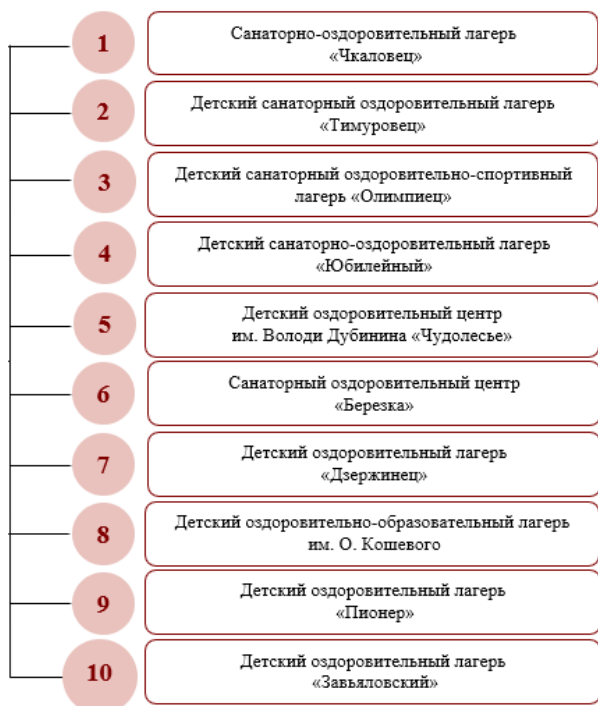 1
Санаторно-оздоровительный лагерь
«Чкаловец»
2
Детский санаторный оздоровительный лагерь
«Тимуровец»
3
Детский санаторный оздоровительно-спортивный
лагерь «Олимпиец»
4
Детский санаторно-оздоровительный лагерь
«Юбилейный»
5
Детский оздоровительный центр
им. Володи Дубинина «Чудолесье»
6
Санаторный оздоровительный центр
«Березка»
7
Детский оздоровительный лагерь
«Дзержинец»
8
Детский оздоровительно-образовательный лагерь
им. О. Кошевого
9
Детский оздоровительный лагерь
«Пионер»
10
Детский оздоровительный лагерь
«Завьяловский»